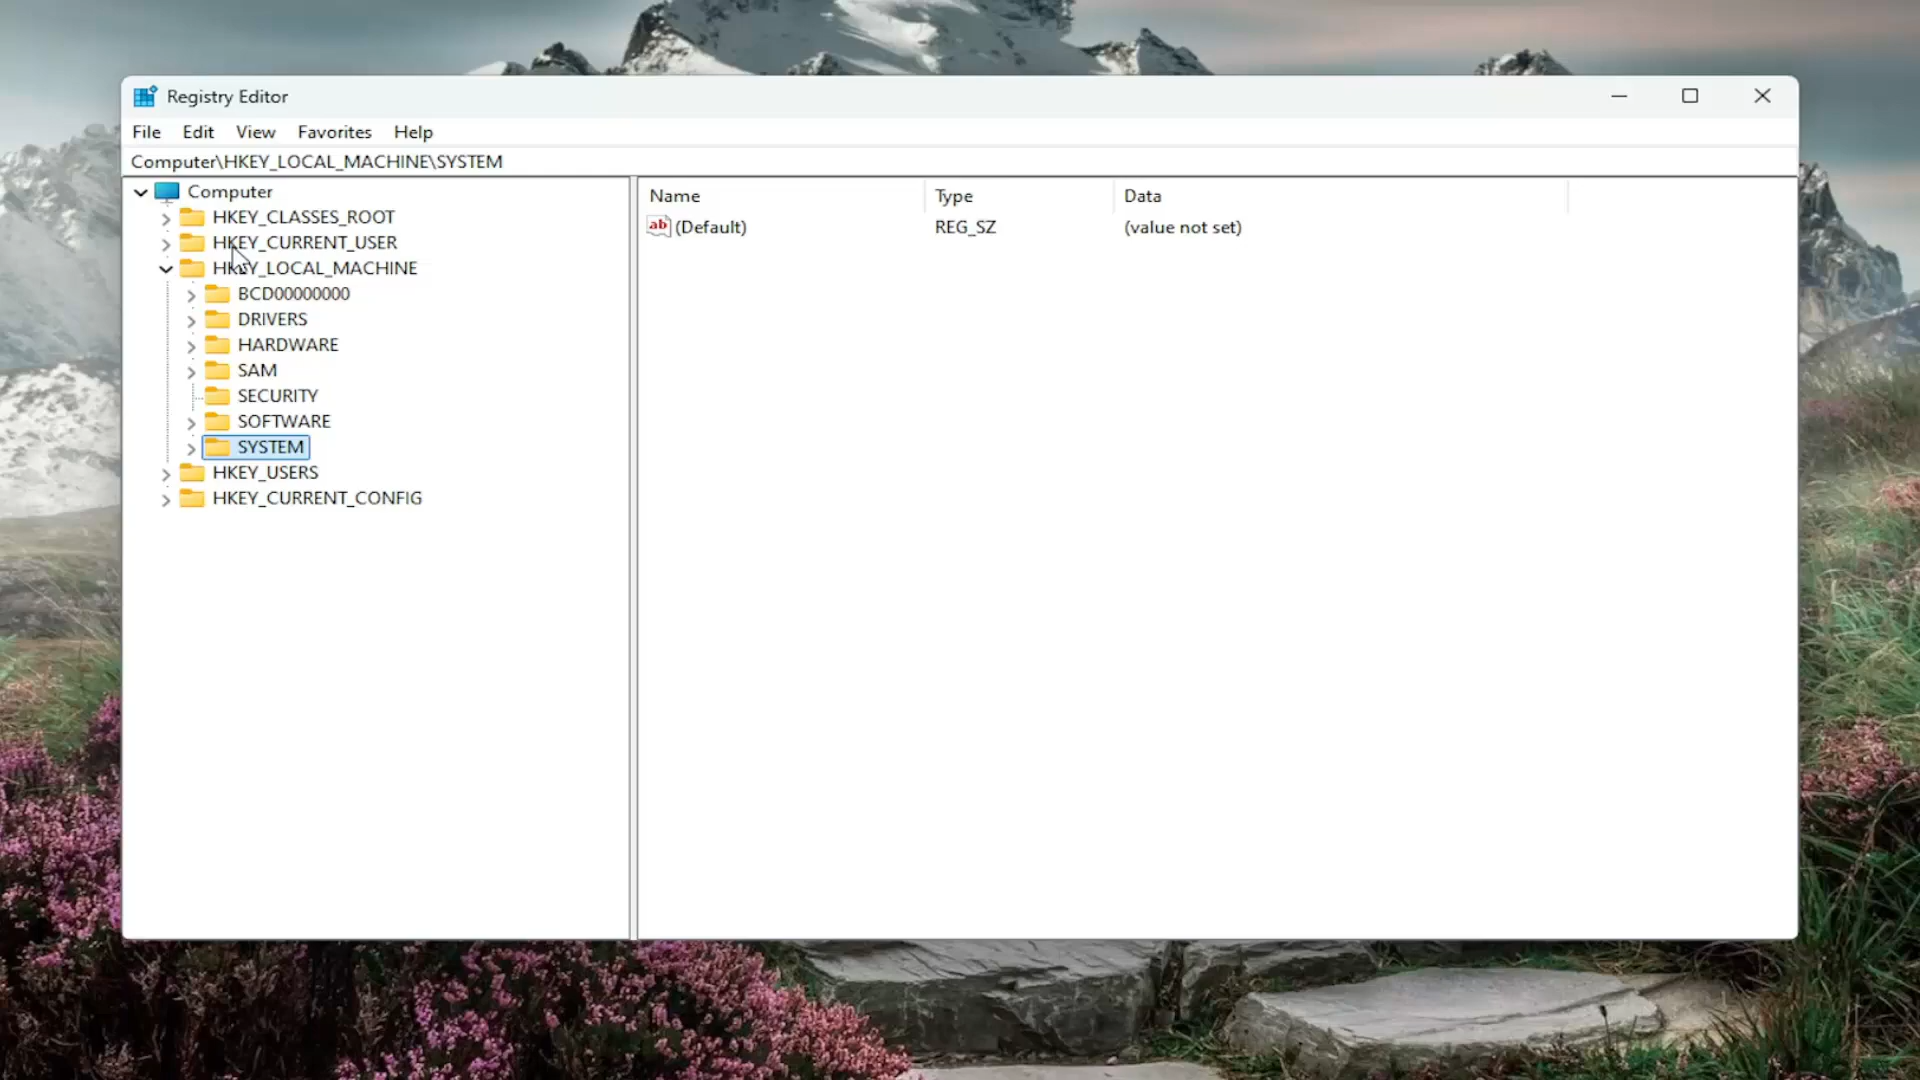 Registry Editor
File Edit View Favorites Help
Computer\HKEY_LOCAL_MACHINE\SYSTEM
Computer
HKEY_CLASSES_ROOT
HKEY_CURRENT_USER
HKEY_LOCAL_MACHINE
BCD00000000
DRIVERS
HARDWARE
SAM
SECURITY
SOFTWARE
SYSTEM
HKEY_USERS
HKEY_CURRENT_CONFIG
Name Type Data
ab (Default) REG_SZ (value not set)